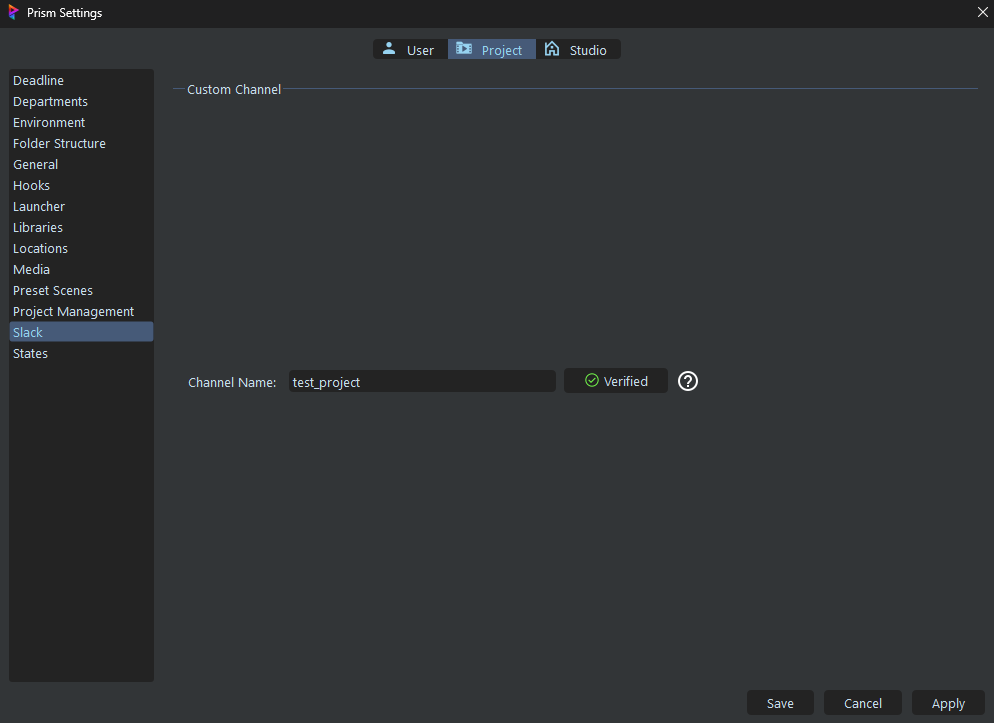 Prism Settings
User
Project
Studio
Deadline
Departments
Environment
Folder Structure
General
Hooks
Launcher
Libraries
Locations
Media
Preset Scenes
Project Management
Slack
States
Custom Channel
Channel Name: test_project Verified ?
Save Cancel Apply